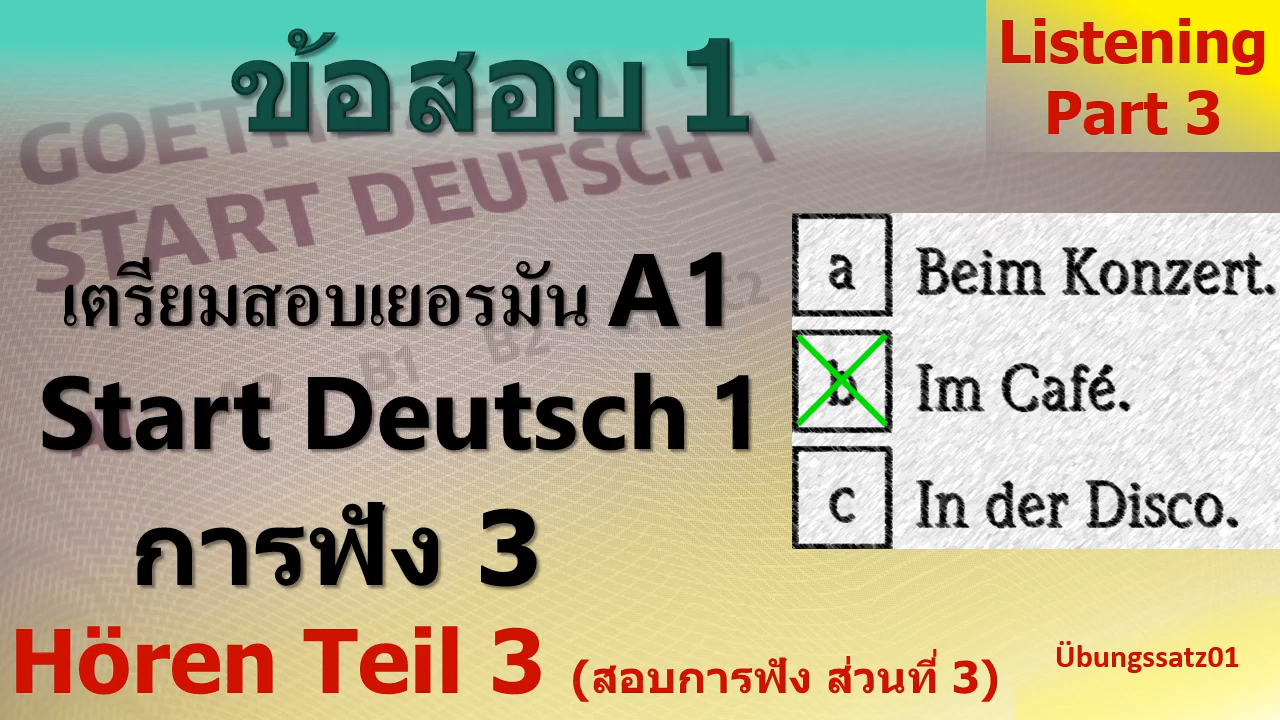 ข้อสอบ 1
Listening
Part 3
START DEUTSCH 1
เตรียมสอบเยอรมัน A1
B1 B2
Start Deutsch 1
การฟัง 3
a Beim Konzert.
b Im Café.
c In der Disco.
Hören Teil 3 (สอบการฟัง ส่วนที่ 3)
Übungssatz01